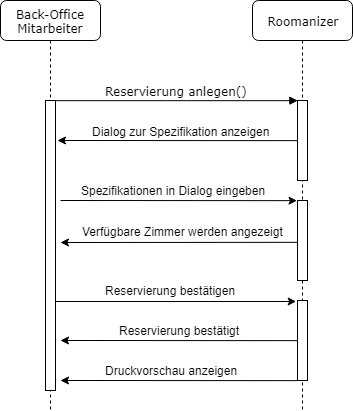 Back-Office
Mitarbeiter
Roomanizer
Reservierung anlegen()
Dialog zur Spezifikation anzeigen
Spezifikationen in Dialog eingeben
Verfügbare Zimmer werden angezeigt
Reservierung bestätigen
Reservierung bestätigt
Druckvorschau anzeigen